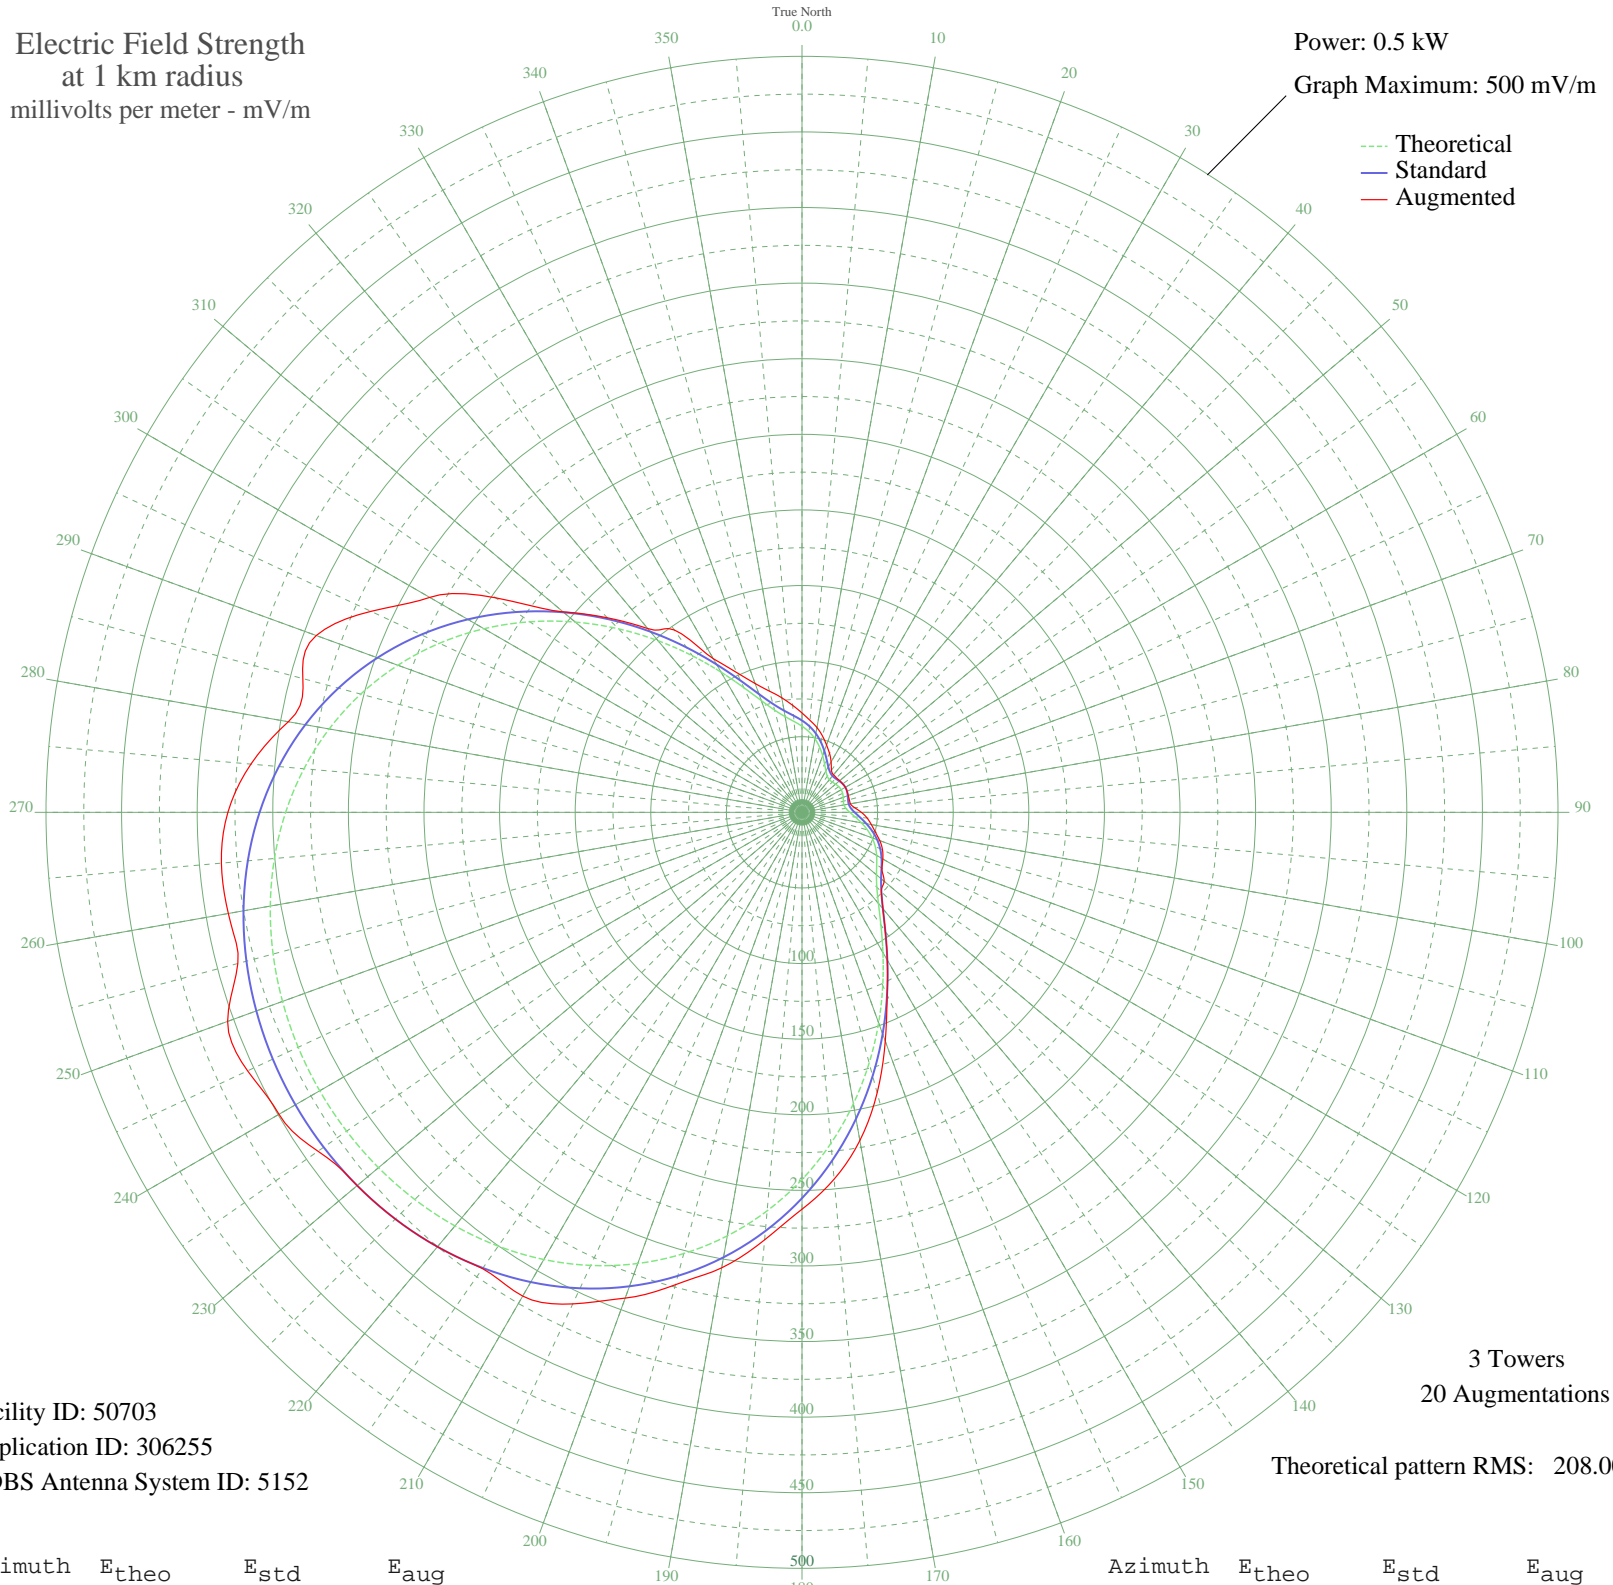 True North
0.0
Electric Field Strength
at 1 km radius
millivolts per meter - mV/m
Power: 0.5 kW
Graph Maximum: 500 mV/m
Theoretical
Standard
Augmented
350
10
340
20
330
30
320
40
310
50
300
60
290
70
280
80
270
90
260
100
250
110
240
120
230
130
220
140
210
150
200
160
190
170
100
150
200
250
300
350
400
450
500
3 Towers
20 Augmentations
cility ID: 50703
plication ID: 306255
DBS Antenna System ID: 5152
Theoretical pattern RMS: 208.00
imuth Etheo Estd Eaug
Azimuth Etheo Estd Eaug